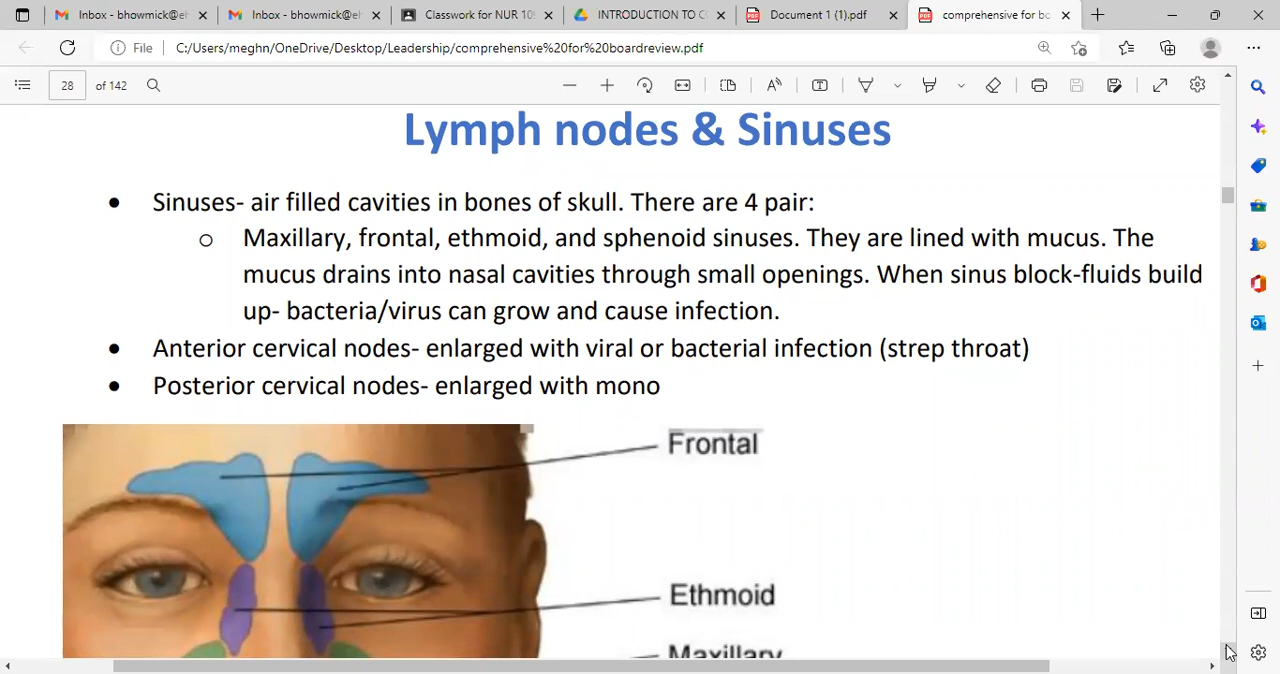 Inbox - bhowmick@eh
Inbox - bhowmick@eh
Classwork for NUR 109
INTRODUCTION TO CO
Document 1 (1).pdf
comprehensive for bo
File
C:/Users/meghn/OneDrive/Desktop/Leadership/comprehensive%20for%20boardreview.pdf
28 of 142
Lymph nodes & Sinuses
• Sinuses- air filled cavities in bones of skull. There are 4 pair:
o Maxillary, frontal, ethmoid, and sphenoid sinuses. They are lined with mucus. The
mucus drains into nasal cavities through small openings. When sinus block-fluids build
up- bacteria/virus can grow and cause infection.
• Anterior cervical nodes- enlarged with viral or bacterial infection (strep throat)
• Posterior cervical nodes- enlarged with mono
Frontal
Ethmoid
Maxillary